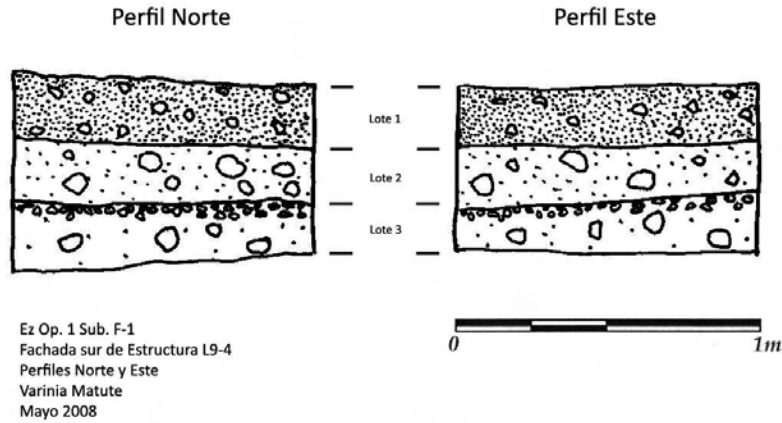 Perfil Norte
Perfil Este
Lote 1
Lote 2
Lote 3
Ez Op. 1 Sub. F-1
Fachada sur de Estructura L9-4
Perfiles Norte y Este
Varinia Matute
Mayo 2008
0
1m